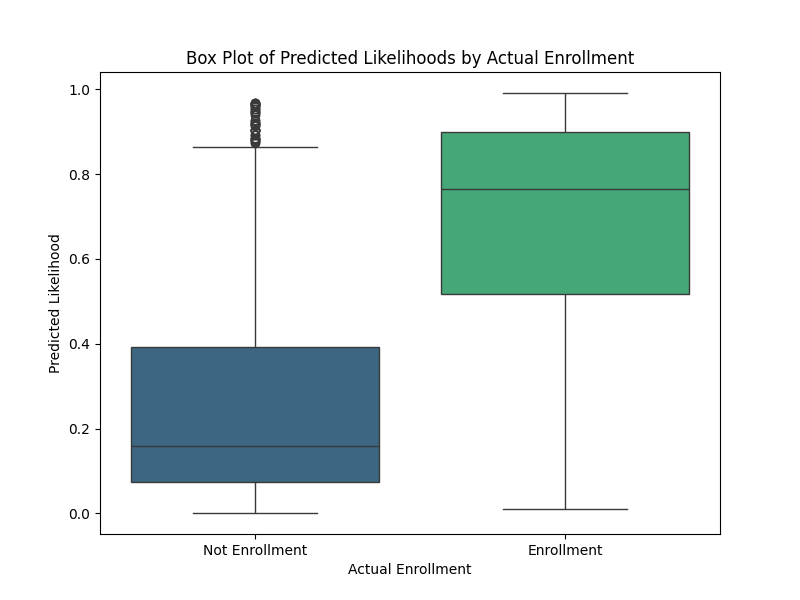 Box Plot of Predicted Likelihoods by Actual Enrollment
1.0
0.8
0.6
0.4
0.2
0.0
Predicted Likelihood
Not Enrollment
Enrollment
Actual Enrollment